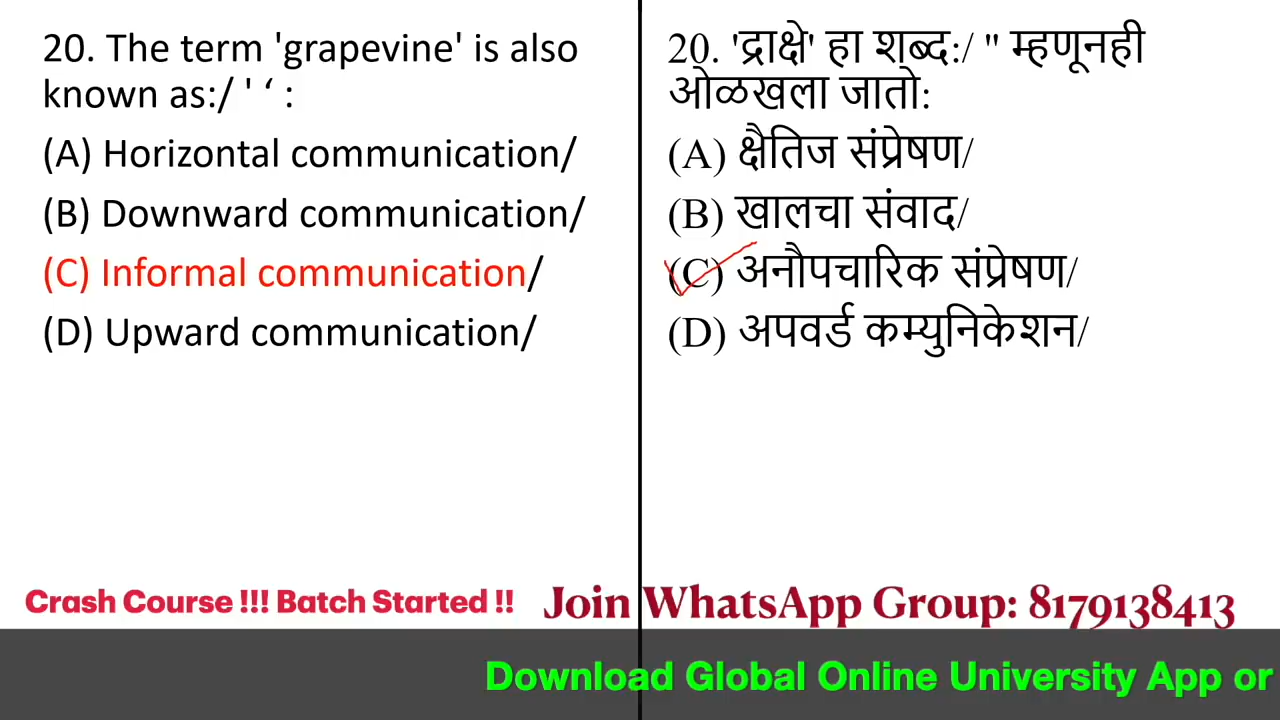 20. The term 'grapevine' is also
known as:/ ' ‘ :
(A) Horizontal communication/
(B) Downward communication/
(C) Informal communication/
(D) Upward communication/
20. 'द्राक्षे' हा शब्द:/ " म्हणूनही
ओळखला जातो:
(A) क्षैतिज संप्रेषण/
(B) खालचा संवाद/
(C) अनौपचारिक संप्रेषण/
(D) अपवर्ड कम्युनिकेशन/
Crash Course !!! Batch Started !!
Join WhatsApp Group: 8179138413
Download Global Online University App or